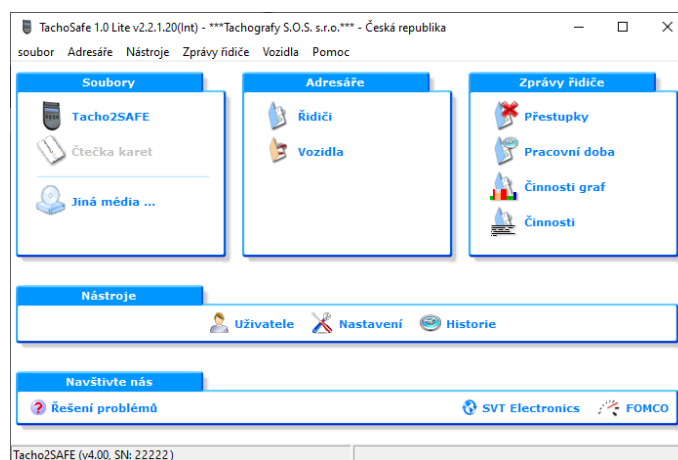 TachoSafe 1.0 Lite v2.2.1.20(Int) - ***Tachografy S.O.S. s.r.o.*** - Česká republika
soubor Adresáře Nástroje Zprávy řidiče Vozidla Pomoc
Soubory
Tacho2SAFE
Čtečka karet
Jiná média ...
Adresáře
Řidiči
Vozidla
Zprávy řidiče
Přestupky
Pracovní doba
Činnosti graf
Činnosti
Nástroje
Uživatele Nastavení Historie
Navštivte nás
Řešení problémů SVT Electronics FOMCO
Tacho2SAFE (v4.00, SN: 22222)